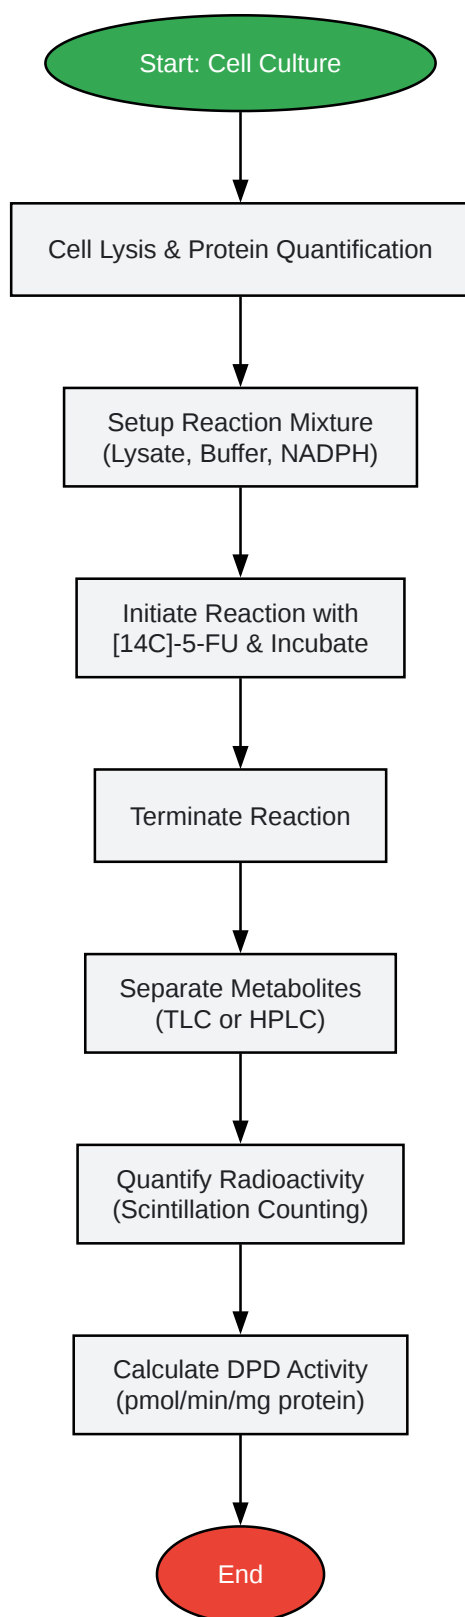 Start: Cell Culture
Cell Lysis & Protein Quantification
Setup Reaction Mixture
(Lysate, Buffer, NADPH)
Initiate Reaction with
[14C]-5-FU & Incubate
Terminate Reaction
Separate Metabolites
(TLC or HPLC)
Quantify Radioactivity
(Scintillation Counting)
Calculate DPD Activity
(pmol/min/mg protein)
End